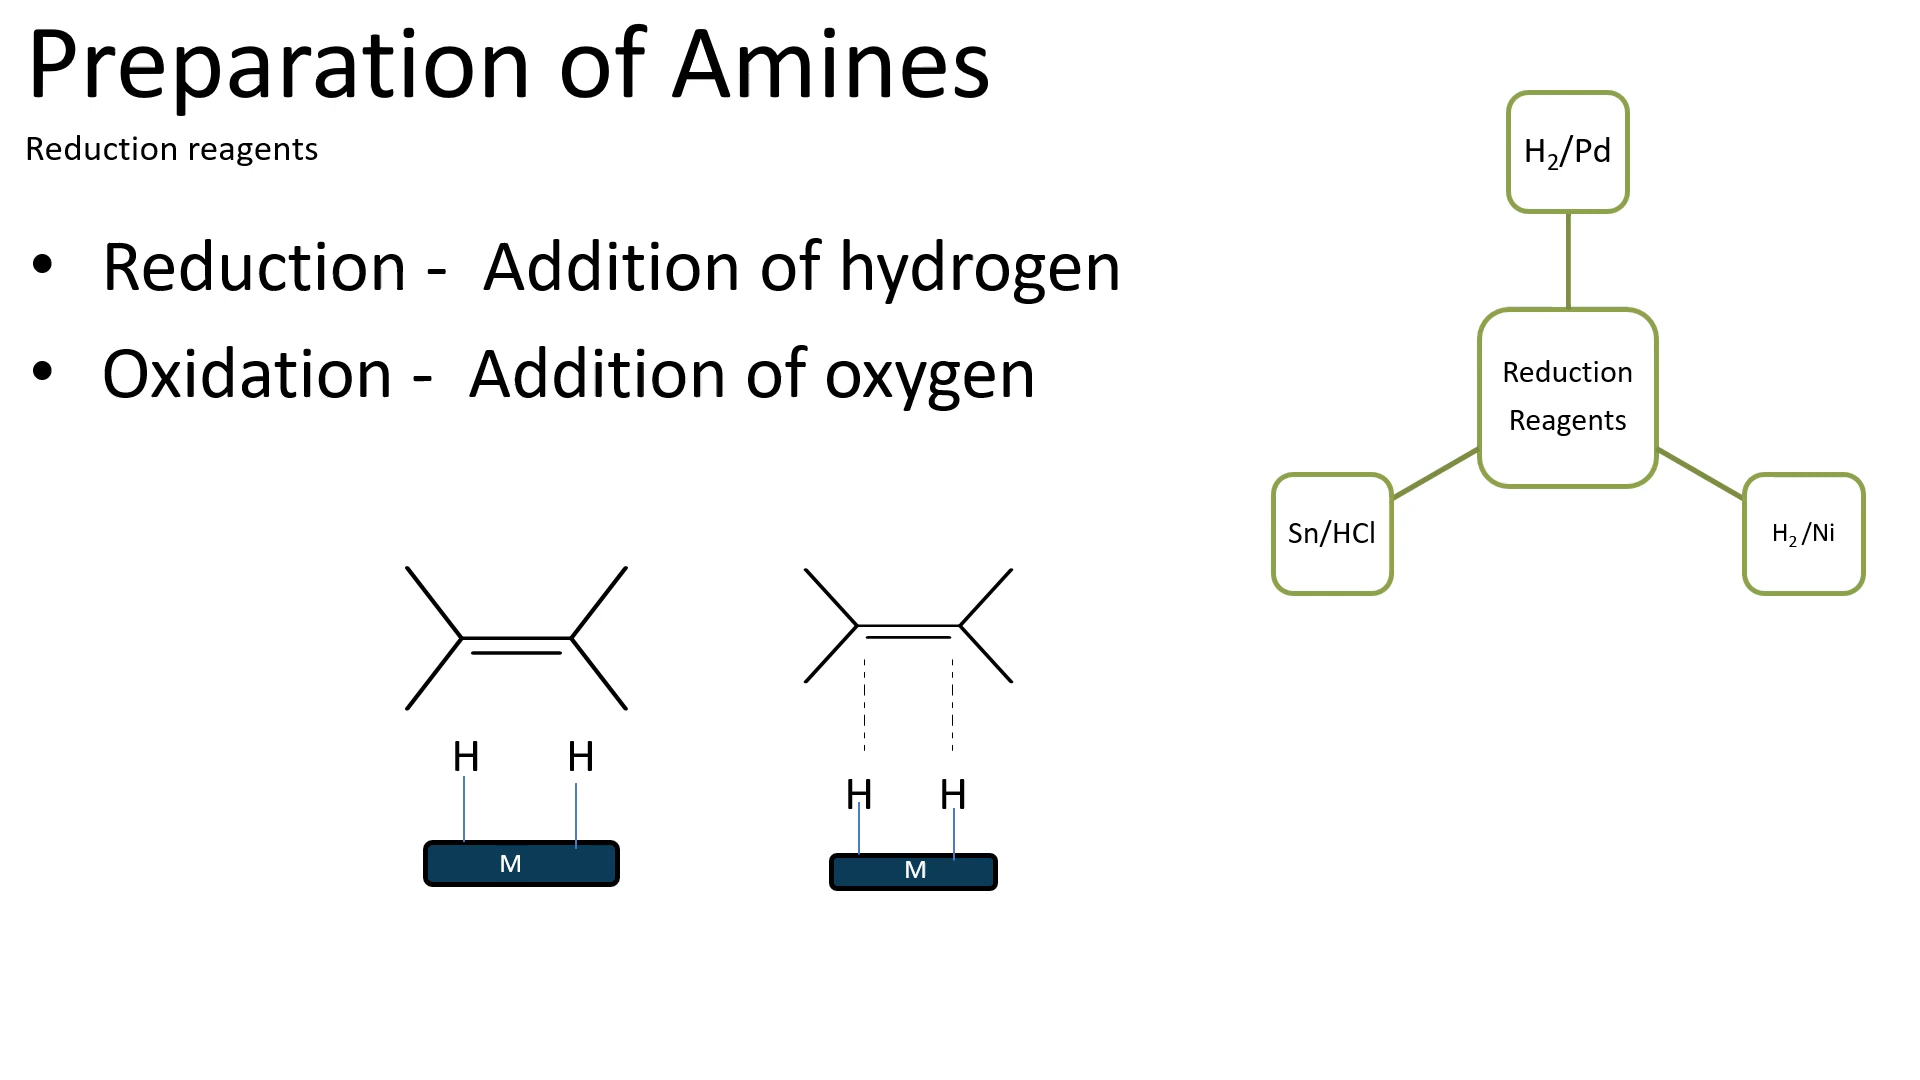 Preparation of Amines
Reduction reagents
• Reduction - Addition of hydrogen
• Oxidation - Addition of oxygen
H₂/Pd
Reduction
Reagents
Sn/HCl
H₂/Ni
H H
M
H H
M